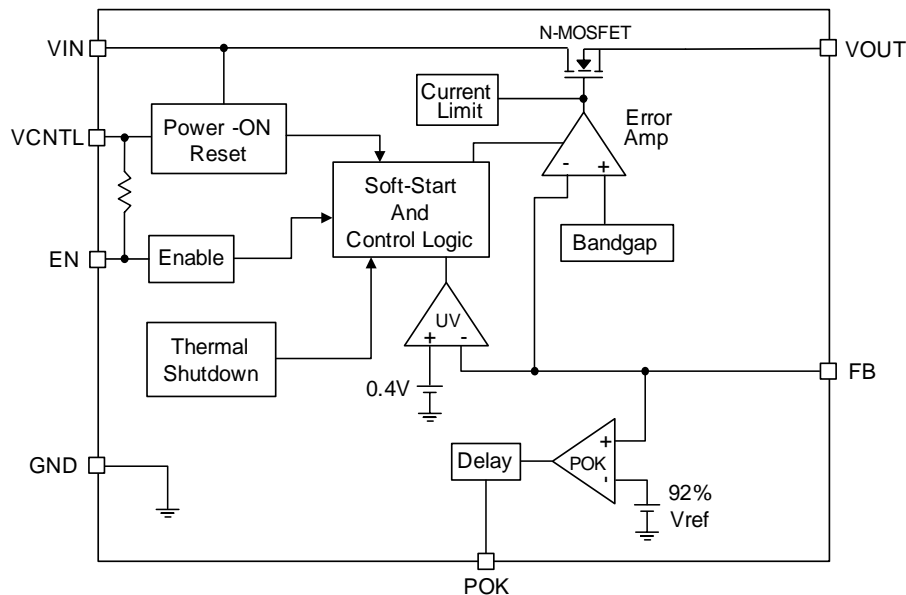 VIN
N-MOSFET
VOUT
Current
Limit
Error
Amp
VCNTL
Power -ON
Reset
-
+
Soft-Start
And
Control Logic
Bandgap
EN
Enable
UV
+
-
Thermal
Shutdown
0.4V
FB
GND
Delay
POK
+
-
92%
Vref
POK